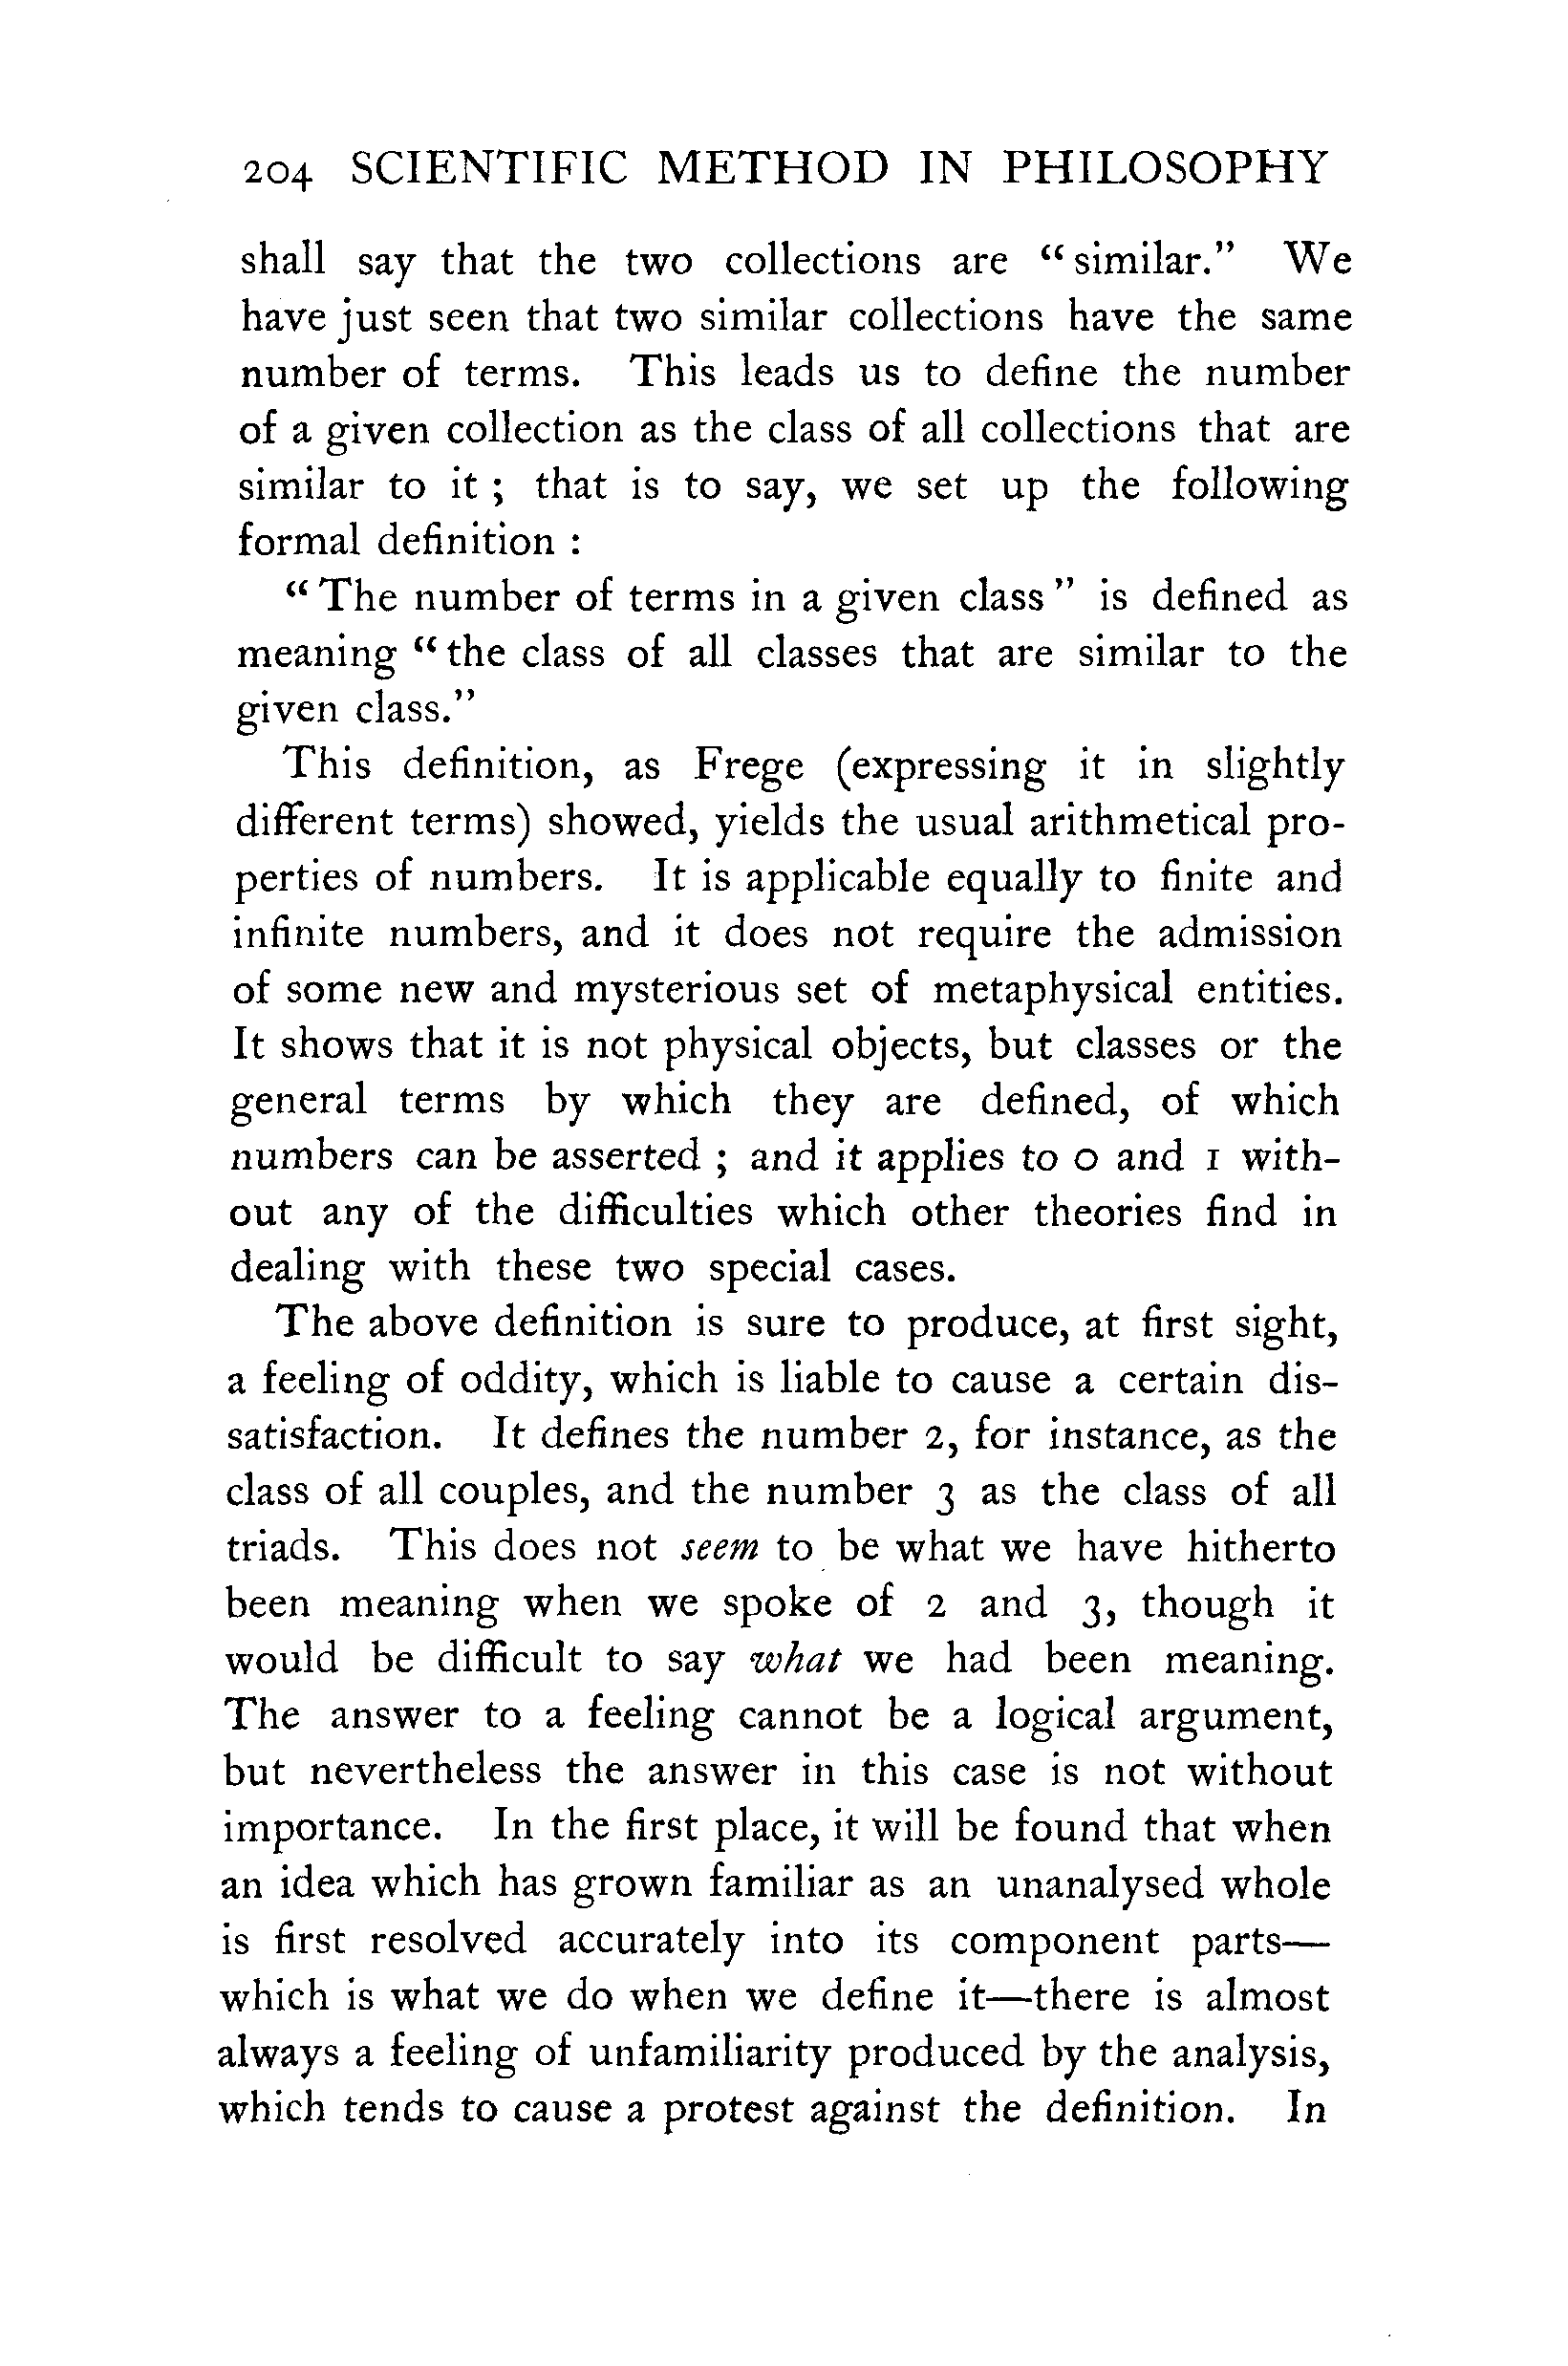 204 SCIENTIFIC METHOD IN PHILOSOPHY
shall say that the two collections are “similar.” We
have just seen that two similar collections have the same
number of terms. This leads us to define the number
of a given collection as the class of all collections that are
similar to it ; that is to say, we set up the following
formal definition :
“The number of terms in a given class” is defined as
meaning “the class of all classes that are similar to the
given class.”
This definition, as Frege (expressing it in slightly
different terms) showed, yields the usual arithmetical pro-
perties of numbers. It is applicable equally to finite and
infinite numbers, and it does not require the admission
of some new and mysterious set of metaphysical entities.
It shows that it is not physical objects, but classes or the
general terms by which they are defined, of which
numbers can be asserted ; and it applies to 0 and 1 with-
out any of the difficulties which other theories find in
dealing with these two special cases.
The above definition is sure to produce, at first sight,
a feeling of oddity, which is liable to cause a certain dis-
satisfaction. It defines the number 2, for instance, as the
class of all couples, and the number 3 as the class of all
triads. This does not seem to be what we have hitherto
been meaning when we spoke of 2 and 3, though it
would be difficult to say what we had been meaning.
The answer to a feeling cannot be a logical argument,
but nevertheless the answer in this case is not without
importance. In the first place, it will be found that when
an idea which has grown familiar as an unanalysed whole
is first resolved accurately into its component parts—
which is what we do when we define it—there is almost
always a feeling of unfamiliarity produced by the analysis,
which tends to cause a protest against the definition. In